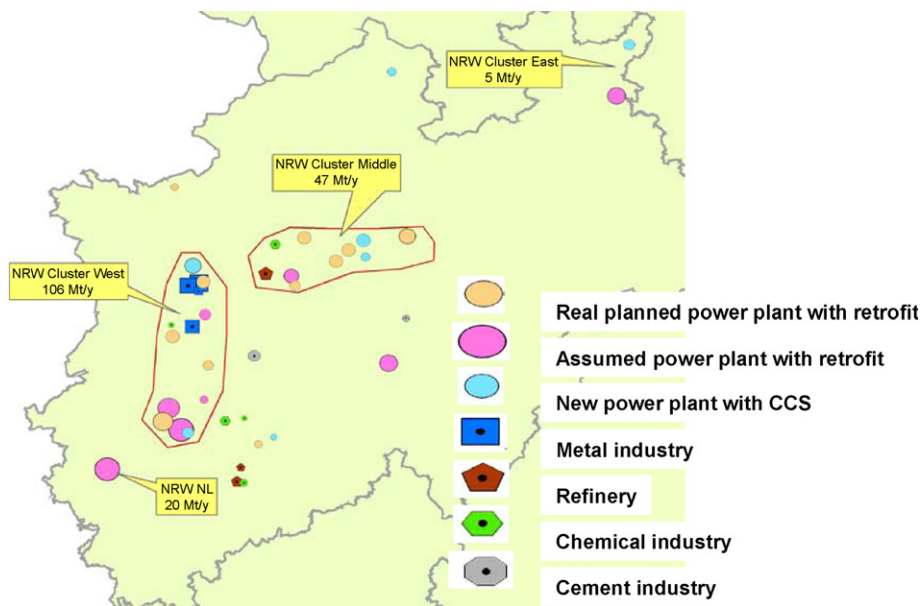 NRW Cluster East
5 Mt/y
NRW Cluster Middle
47 Mt/y
NRW Cluster West
106 Mt/y
NRW NL
20 Mt/y
Real planned power plant with retrofit
Assumed power plant with retrofit
New power plant with CCS
Metal industry
Refinery
Chemical industry
Cement industry